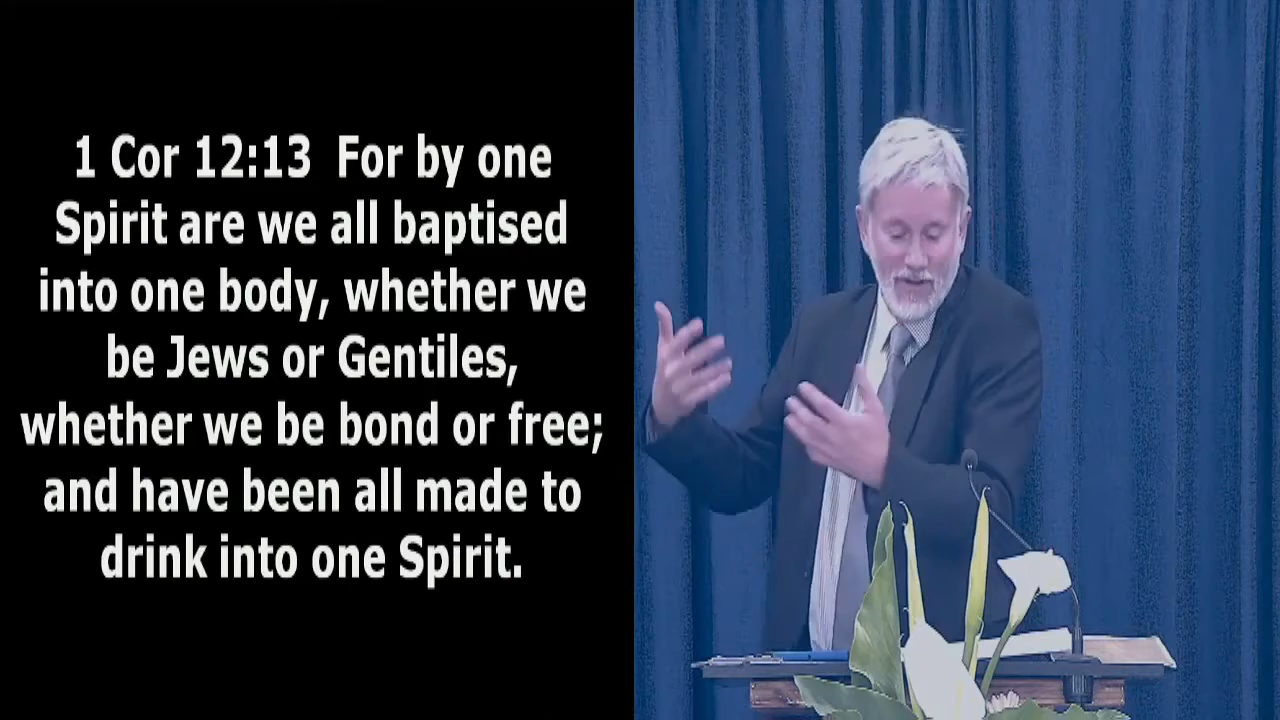 1 Cor 12:13  For by one
Spirit are we all baptised
into one body, whether we
be Jews or Gentiles,
whether we be bond or free;
and have been all made to
drink into one Spirit.